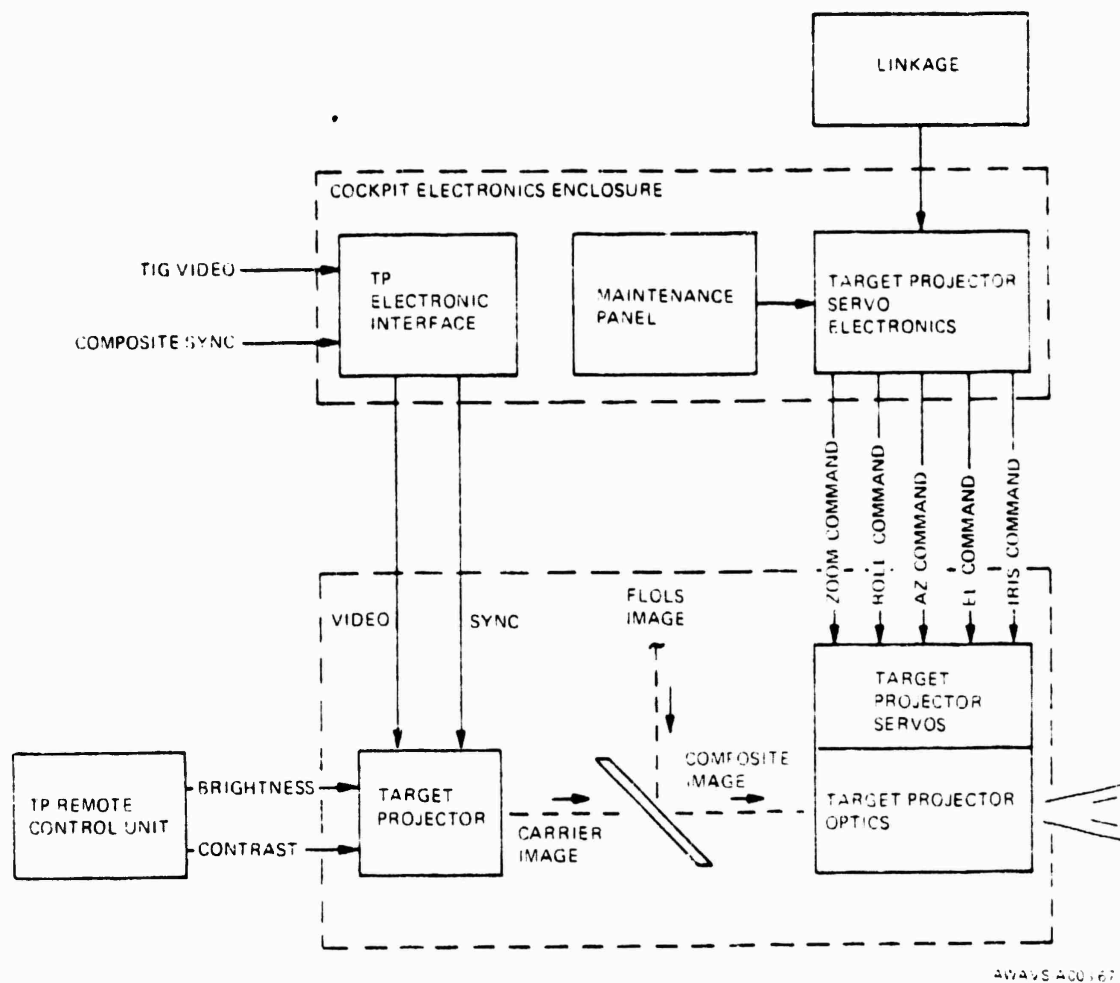 LINKAGE
COCKPIT ELECTRONICS ENCLOSURE
TIG VIDEO
COMPOSITE SYNC
TP
ELECTRONIC
INTERFACE
MAINTENANCE
PANEL
TARGET PROJECTOR
SERVO
ELECTRONICS
ZOOM COMMAND
ROLL COMMAND
AZ COMMAND
EL COMMAND
IRIS COMMAND
VIDEO
SYNC
FLOLS
IMAGE
TARGET
PROJECTOR
SERVOS
TP REMOTE
CONTROL UNIT
BRIGHTNESS
CONTRAST
TARGET
PROJECTOR
CARRIER
IMAGE
COMPOSITE
IMAGE
TARGET PROJECTOR
OPTICS
AWAVS